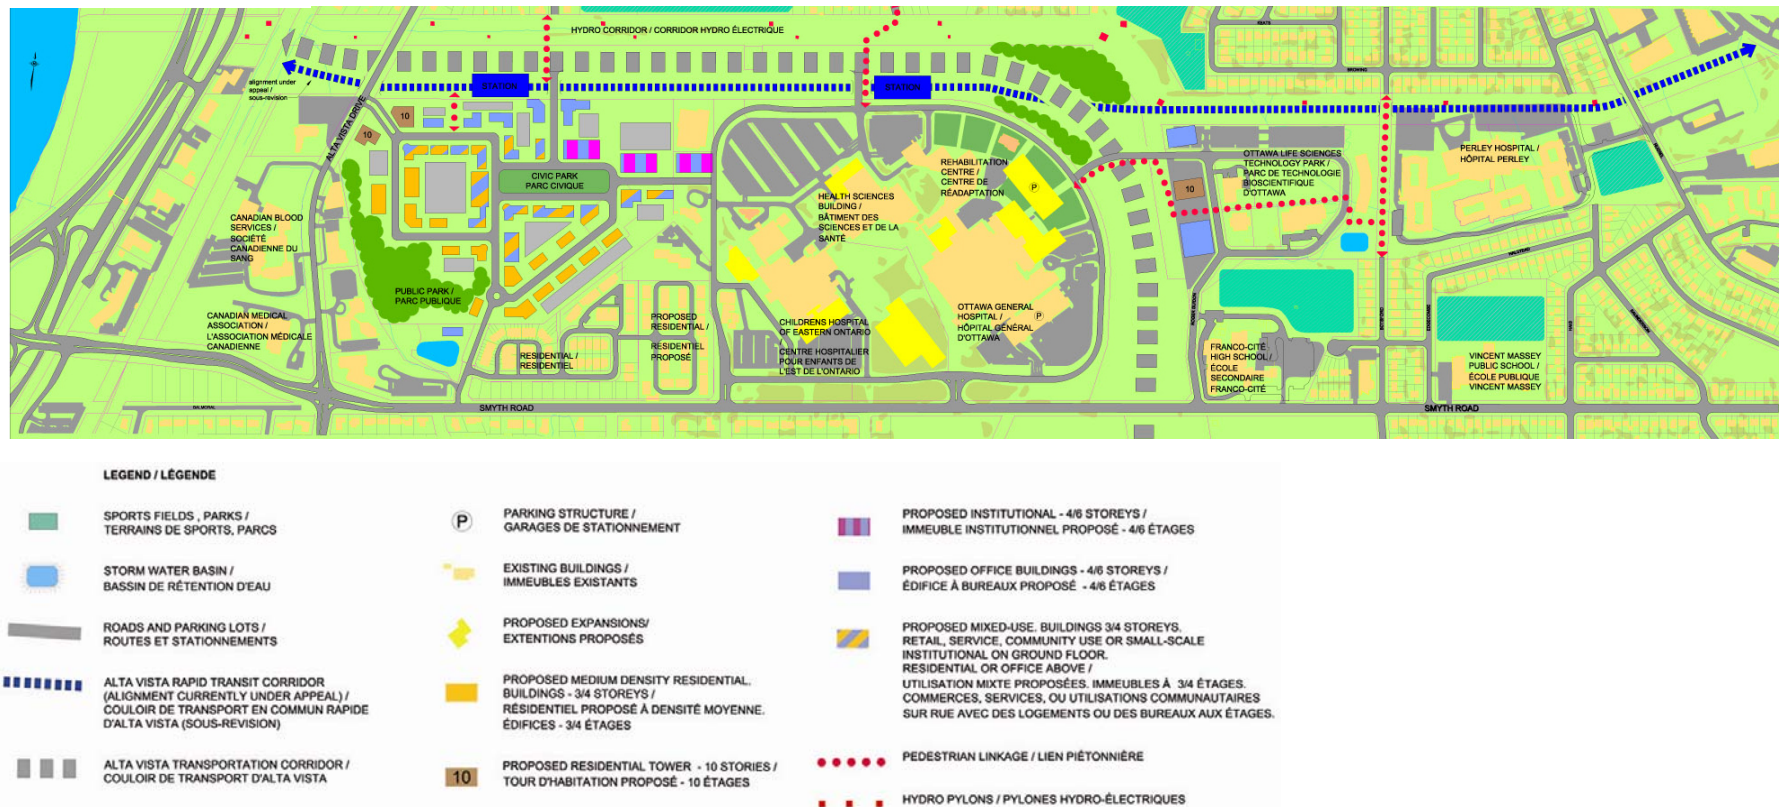 HYDRO CORRIDOR / CORRIDOR HYDRO ÉLECTRIQUE
KEATS
BROWNING
alignment under
appeal /
sous-revision
STATION
STATION
ALTA VISTA DRIVE
10
10
CIVIC PARK
PARC CIVIQUE
HEALTH SCIENCES
BUILDING /
BÂTIMENT DES
SCIENCES ET DE LA
SANTÉ
REHABILITATION
CENTRE /
CENTRE DE
RÉADAPTATION
P
10
OTTAWA LIFE SCIENCES
TECHNOLOGY PARK /
PARC DE TECHNOLOGIE
BIOSCIENTIFIQUE
D'OTTAWA
PERLEY HOSPITAL /
HÔPITAL PERLEY
RUSSEL
CANADIAN BLOOD
SERVICES /
SOCIÉTÉ
CANADIENNE DU
SANG
PUBLIC PARK /
PARC PUBLIQUE
CANADIAN MEDICAL
ASSOCIATION /
L'ASSOCIATION MÉDICALE
CANADIENNE
RESIDENTIAL /
RESIDENTIEL
PROPOSED
RESIDENTIAL /
RESIDENTIEL
PROPOSÉ
CHILDRENS HOSPITAL
OF EASTERN ONTARIO
/
CENTRE HOSPITALIER
POUR ENFANTS DE
L'EST DE L'ONTARIO
OTTAWA GENERAL
HOSPITAL /
HÔPITAL GÉNÉRAL
D'OTTAWA
P
ROGER GUINDON
FRANCO-CITÉ
HIGH SCHOOL /
ÉCOLE
SECONDAIRE
FRANCO-CITÉ
BOTSFORD
EDGECOMBE
HAIG
VINCENT MASSEY
PUBLIC SCHOOL /
ÉCOLE PUBLIQUE
VINCENT MASSEY
BALMORAL
SMYTH ROAD
SMYTH ROAD
LEGEND / LÉGENDE
SPORTS FIELDS , PARKS /
TERRAINS DE SPORTS, PARCS
STORM WATER BASIN /
BASSIN DE RÉTENTION D'EAU
ROADS AND PARKING LOTS /
ROUTES ET STATIONNEMENTS
ALTA VISTA RAPID TRANSIT CORRIDOR
(ALIGNMENT CURRENTLY UNDER APPEAL) /
COULOIR DE TRANSPORT EN COMMUN RAPIDE
D'ALTA VISTA (SOUS-REVISION)
ALTA VISTA TRANSPORTATION CORRIDOR /
COULOIR DE TRANSPORT D'ALTA VISTA
P
PARKING STRUCTURE /
GARAGES DE STATIONNEMENT
EXISTING BUILDINGS /
IMMEUBLES EXISTANTS
PROPOSED EXPANSIONS/
EXTENTIONS PROPOSÉS
PROPOSED MEDIUM DENSITY RESIDENTIAL.
BUILDINGS - 3/4 STOREYS /
RÉSIDENTIEL PROPOSÉ À DENSITÉ MOYENNE.
ÉDIFICES - 3/4 ÉTAGES
10
PROPOSED RESIDENTIAL TOWER - 10 STORIES /
TOUR D'HABITATION PROPOSÉ - 10 ÉTAGES
PROPOSED INSTITUTIONAL - 4/6 STOREYS /
IMMEUBLE INSTITUTIONNEL PROPOSÉ - 4/6 ÉTAGES
PROPOSED OFFICE BUILDINGS - 4/6 STOREYS /
ÉDIFICE À BUREAUX PROPOSÉ - 4/6 ÉTAGES
PROPOSED MIXED-USE. BUILDINGS 3/4 STOREYS.
RETAIL, SERVICE, COMMUNITY USE OR SMALL-SCALE
INSTITUTIONAL ON GROUND FLOOR.
RESIDENTIAL OR OFFICE ABOVE /
UTILISATION MIXTE PROPOSÉES. IMMEUBLES À 3/4 ÉTAGES.
COMMERCES, SERVICES, OU UTILISATIONS COMMUNAUTAIRES
SUR RUE AVEC DES LOGEMENTS OU DES BUREAUX AUX ÉTAGES.
PEDESTRIAN LINKAGE / LIEN PIÉTONNIÈRE
HYDRO PYLONS / PYLONES HYDRO-ÉLECTRIQUES